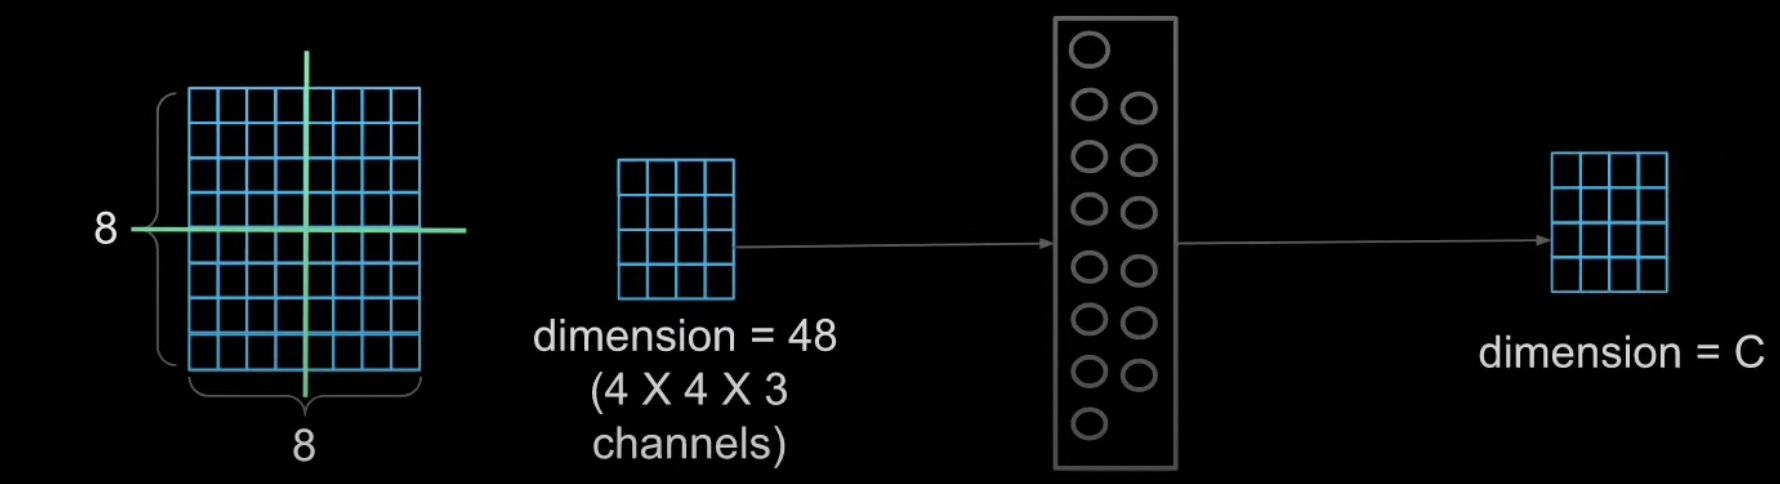 8
8
dimension = 48
(4 X 4 X 3
channels)
dimension = C